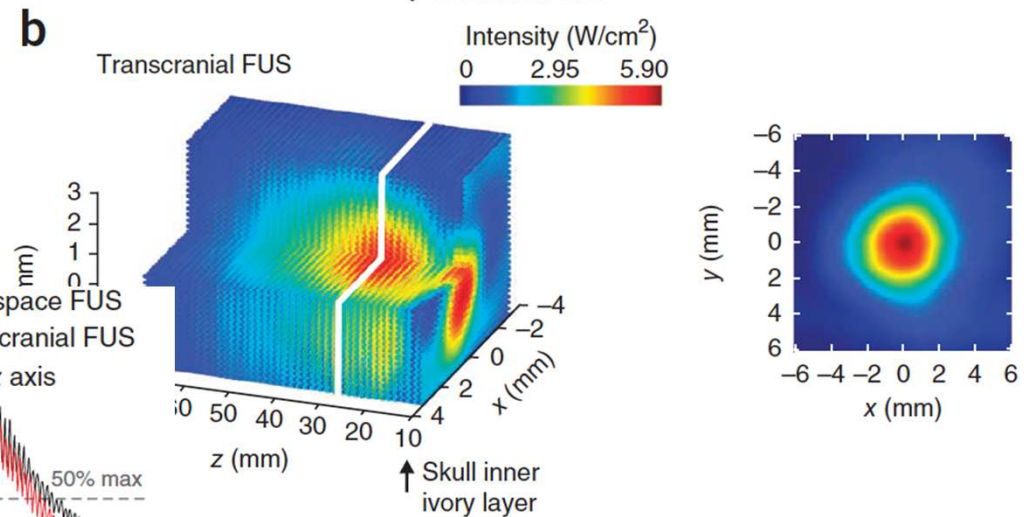 b
Transcranial FUS
Intensity (W/cm²)
0 2.95 5.90
3
2
1
0
nm)
space FUS
cranial FUS
axis
50% max
50 40 30 20 10
z (mm)
–4
–2
0
2
4
x (mm)
Skull inner
ivory layer
–6
–4
–2
0
2
4
6
y (mm)
–6 –4 –2 0 2 4 6
x (mm)